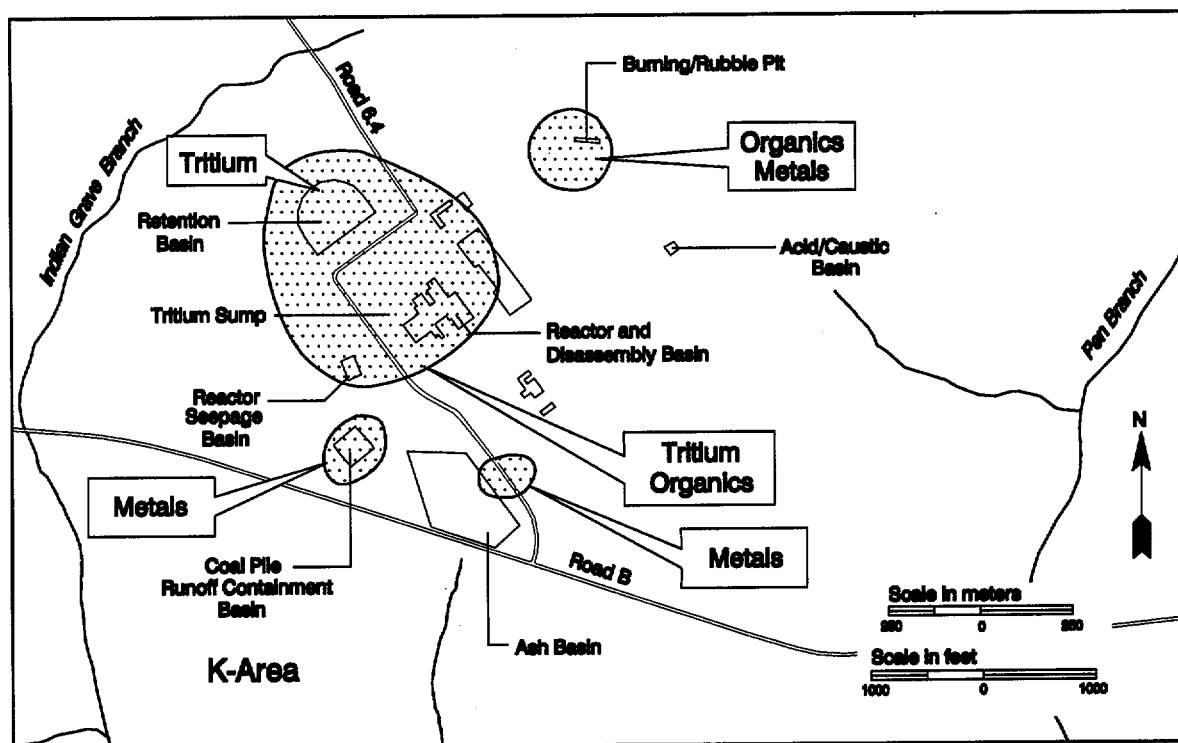 Burning/Rubble Pit
Road 6.4
Organics
Metals
Indian Grave Branch
Tritium
Retention
Basin
Acid/Caustic
Basin
Pen Branch
Tritium Sump
Reactor and
Disassembly Basin
Reactor
Seepage
Basin
N
Tritium
Organics
Metals
Metals
Coal Pile
Runoff Containment
Basin
Road B
Scale in meters
250 0 250
Ash Basin
Scale in feet
1000 0 1000
K-Area